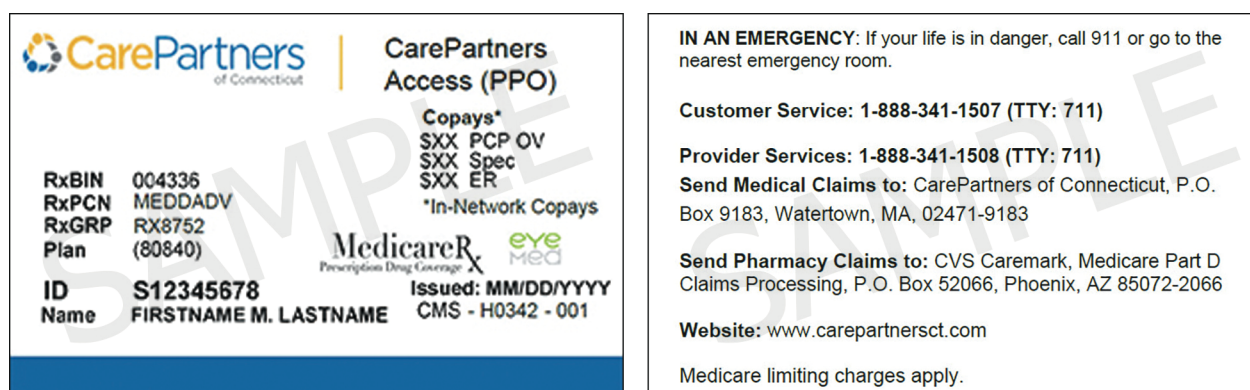 CarePartners
of Connecticut
CarePartners
Access (PPO)
Copays*
$XX PCP OV
$XX Spec
$XX ER
*In-Network Copays
RxBIN 004336
RxPCN MEDDADV
RxGRP RX8752
Plan (80840)
MedicareRx
Prescription Drug Coverage
eye
med
ID S12345678
Issued: MM/DD/YYYY
Name FIRSTNAME M. LASTNAME
CMS - H0342 - 001
SAMPLE
IN AN EMERGENCY: If your life is in danger, call 911 or go to the
nearest emergency room.
Customer Service: 1-888-341-1507 (TTY: 711)
Provider Services: 1-888-341-1508 (TTY: 711)
Send Medical Claims to: CarePartners of Connecticut, P.O.
Box 9183, Watertown, MA, 02471-9183
Send Pharmacy Claims to: CVS Caremark, Medicare Part D
Claims Processing, P.O. Box 52066, Phoenix, AZ 85072-2066
Website: www.carepartnersct.com
Medicare limiting charges apply.
SAMPLE